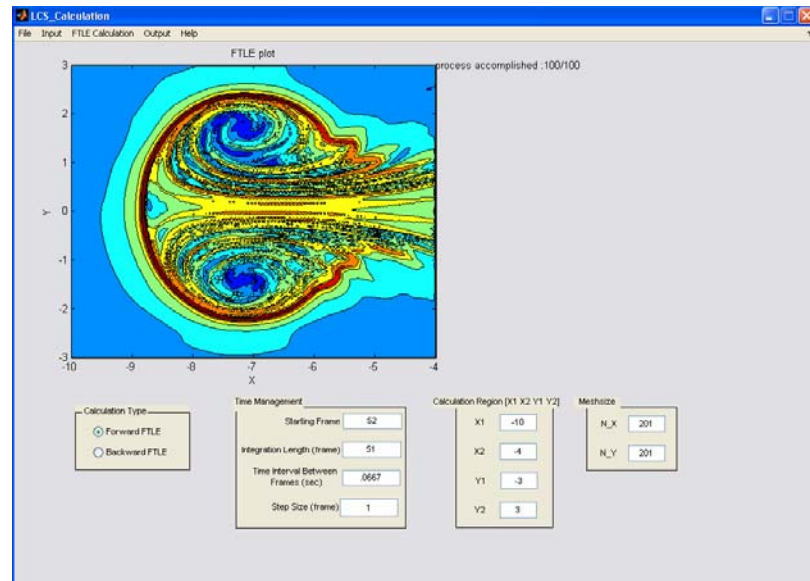 LCS_Calculation
File Input FTLE Calculation Output Help
FTLE plot
process accomplished :100/100
3
2
1
0
-1
-2
-3
Y
-10 -9 -8 -7 -6 -5 -4
X
Calculation Type
Forward FTLE
Backward FTLE
Time Management
Starting Frame 52
Integration Length (frame) 51
Time Interval Between
Frames (sec) .0667
Step Size (frame) 1
Calculation Region [X1 X2 Y1 Y2]
X1 -10
X2 -4
Y1 -3
Y2 3
Meshsize
N_X 201
N_Y 201